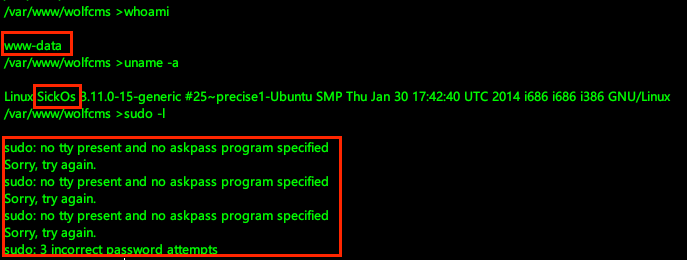 /var/www/wolfcms >whoami
www-data
/var/www/wolfcms >uname -a
Linux SickOs 3.11.0-15-generic #25~precise1-Ubuntu SMP Thu Jan 30 17:42:40 UTC 2014 i686 i686 i386 GNU/Linux
/var/www/wolfcms >sudo -l
sudo: no tty present and no askpass program specified
Sorry, try again.
sudo: no tty present and no askpass program specified
Sorry, try again.
sudo: no tty present and no askpass program specified
Sorry, try again.
sudo: 3 incorrect password attempts